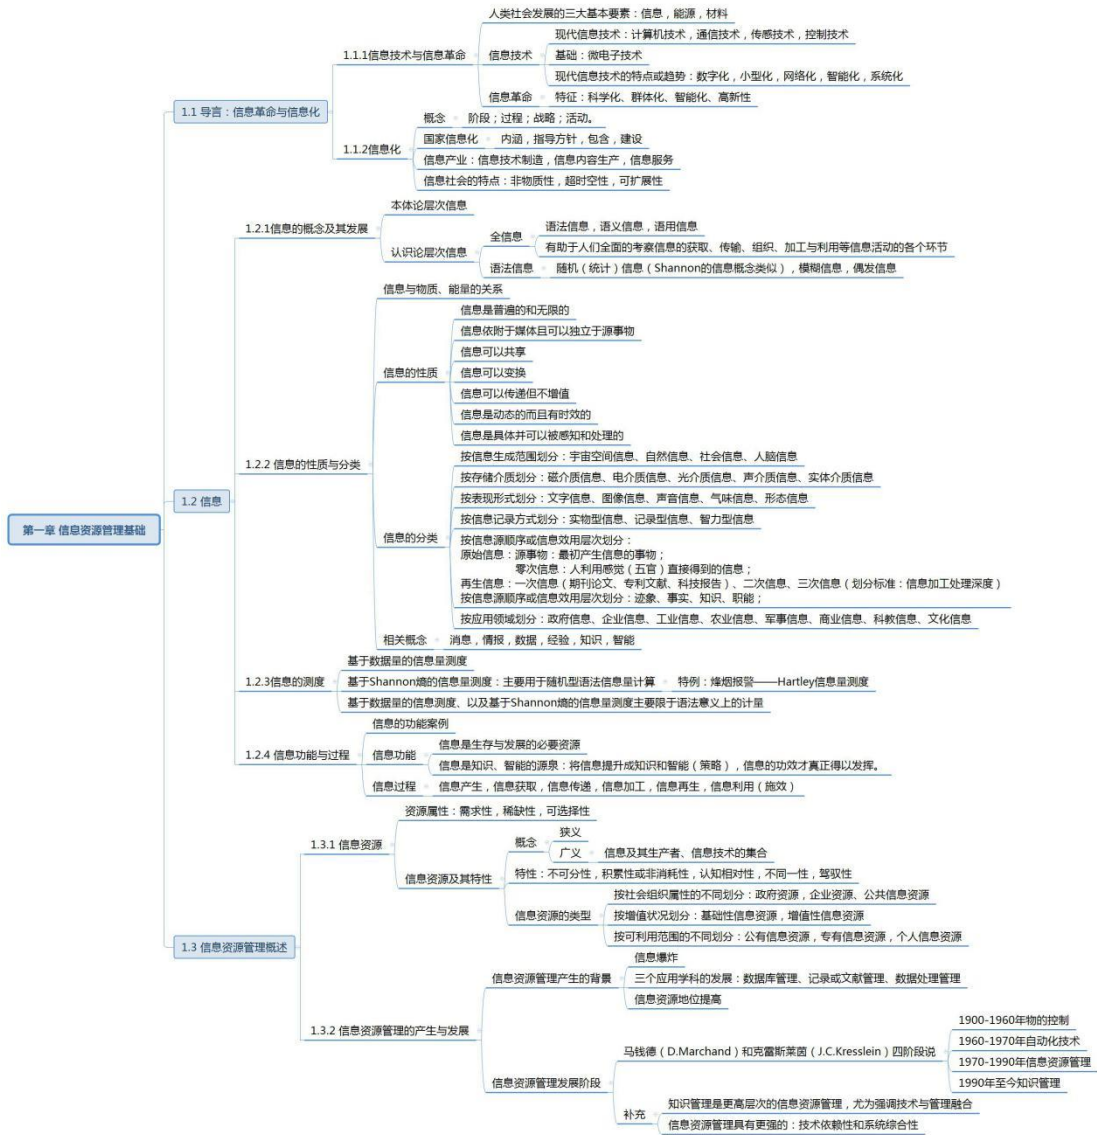 第一章 信息资源管理基础
1.1 导言：信息革命与信息化
1.1.1信息技术与信息革命
人类社会发展的三大基本要素：信息，能源，材料
信息技术
现代信息技术：计算机技术，通信技术，传感技术，控制技术
基础：微电子技术
现代信息技术的特点或趋势：数字化，小型化，网络化，智能化，系统化
信息革命
特征：科学化、群体化、智能化、高新性
1.1.2信息化
概念
阶段；过程；战略；活动。
国家信息化
内涵，指导方针，包含，建设
信息产业：信息技术制造，信息内容生产，信息服务
信息社会的特点：非物质性，超时空性，可扩展性
1.2 信息
1.2.1信息的概念及其发展
本体论层次信息
认识论层次信息
全信息
语法信息，语义信息，语用信息
有助于人们全面的考察信息的获取、传输、组织、加工与利用等信息活动的各个环节
语法信息
随机（统计）信息（Shannon的信息概念类似），模糊信息，偶发信息
1.2.2 信息的性质与分类
信息与物质、能量的关系
信息的性质
信息是普遍的和无限的
信息依附于媒体且可以独立于源事物
信息可以共享
信息可以变换
信息可以传递但不增值
信息是动态的而且有时效的
信息是具体并可以被感知和处理的
信息的分类
按信息生成范围划分：宇宙空间信息、自然信息、社会信息、人脑信息
按存储介质划分：磁介质信息、电介质信息、光介质信息、声介质信息、实体介质信息
按表现形式划分：文字信息、图像信息、声音信息、气味信息、形态信息
按信息记录方式划分：实物型信息、记录型信息、智力型信息
按信息源顺序或信息效用层次划分：
原始信息：源事物：最初产生信息的事物；
零次信息：人利用感觉（五官）直接得到的信息；
再生信息：一次信息（期刊论文、专利文献、科技报告）、二次信息、三次信息（划分标准：信息加工处理深度）
按信息源顺序或信息效用层次划分：迹象、事实、知识、职能；
按应用领域划分：政府信息、企业信息、工业信息、农业信息、军事信息、商业信息、科教信息、文化信息
相关概念
消息，情报，数据，经验，知识，智能
1.2.3信息的测度
基于数据量的信息量测度
基于Shannon熵的信息量测度：主要用于随机型语法信息量计算
特例：烽烟报警——Hartley信息量测度
基于数据量的信息测度、以及基于Shannon熵的信息量测度主要限于语法意义上的计量
1.2.4 信息功能与过程
信息的功能案例
信息功能
信息是生存与发展的必要资源
信息是知识、智能的源泉：将信息提升成知识和智能（策略），信息的功效才真正得以发挥。
信息过程
信息产生，信息获取，信息传递，信息加工，信息再生，信息利用（施效）
1.3 信息资源管理概述
1.3.1 信息资源
资源属性：需求性，稀缺性，可选择性
信息资源及其特性
概念
狭义
广义
信息及其生产者、信息技术的集合
特性：不可分性，积累性或非消耗性，认知相对性，不同一性，驾驭性
信息资源的类型
按社会组织属性的不同划分：政府资源，企业资源、公共信息资源
按增值状况划分：基础性信息资源，增值性信息资源
按可利用范围的不同划分：公有信息资源，专有信息资源，个人信息资源
1.3.2 信息资源管理的产生与发展
信息资源管理产生的背景
信息爆炸
三个应用学科的发展：数据库管理、记录或文献管理、数据处理管理
信息资源地位提高
信息资源管理发展阶段
马钱德（D.Marchand）和克雷斯莱茵（J.C.Kresslein）四阶段说
1900-1960年物的控制
1960-1970年自动化技术
1970-1990年信息资源管理
1990年至今知识管理
补充
知识管理是更高层次的信息资源管理，尤为强调技术与管理融合
信息资源管理具有更强的：技术依赖性和系统综合性